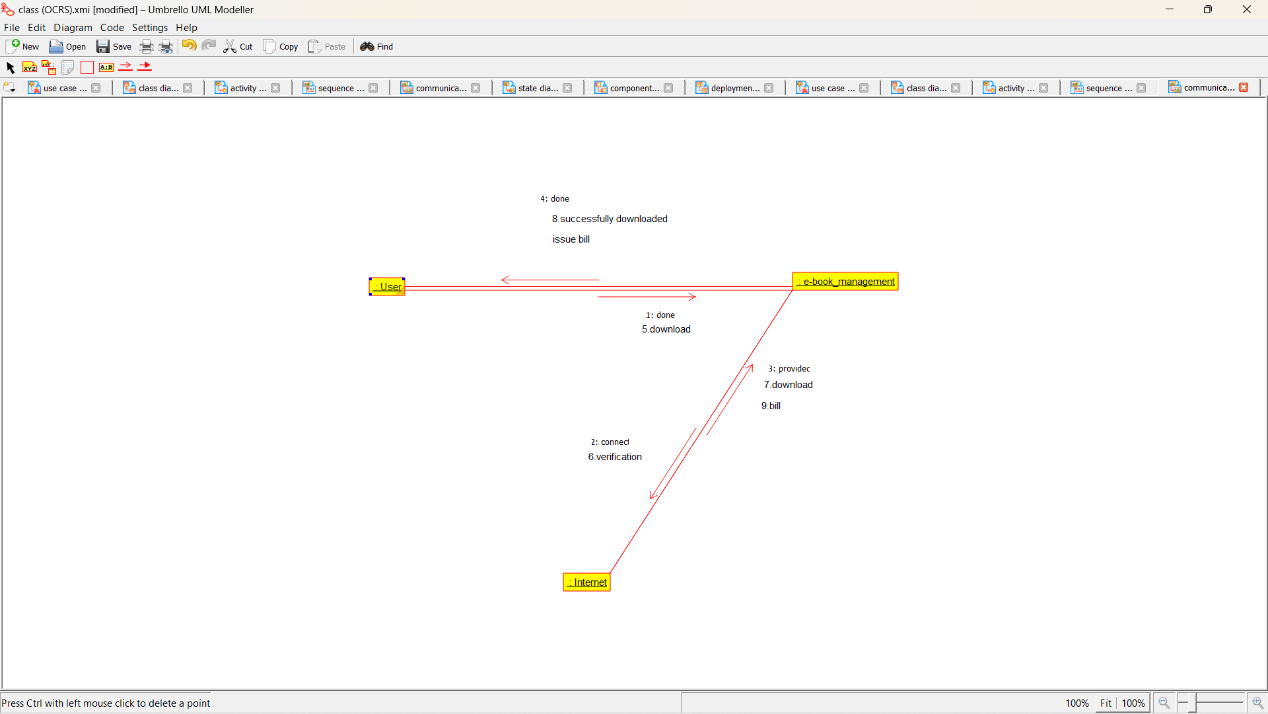 class (OCRS).xmi [modified] – Umbrello UML Modeller
File Edit Diagram Code Settings Help
New Open Save Cut Copy Paste Find
XYZ A:B
use case ... class dia... activity ... sequence ... communica... state dia... component... deploymen... use case ... class dia... activity ... sequence ... communica...
4: done
8.successfully downloaded
issue bill
: User
: e-book_management
1: done
5.download
3: providec
7.download
9.bill
2: connect
6.verification
: Internet
Press Ctrl with left mouse click to delete a point
100% Fit 100%